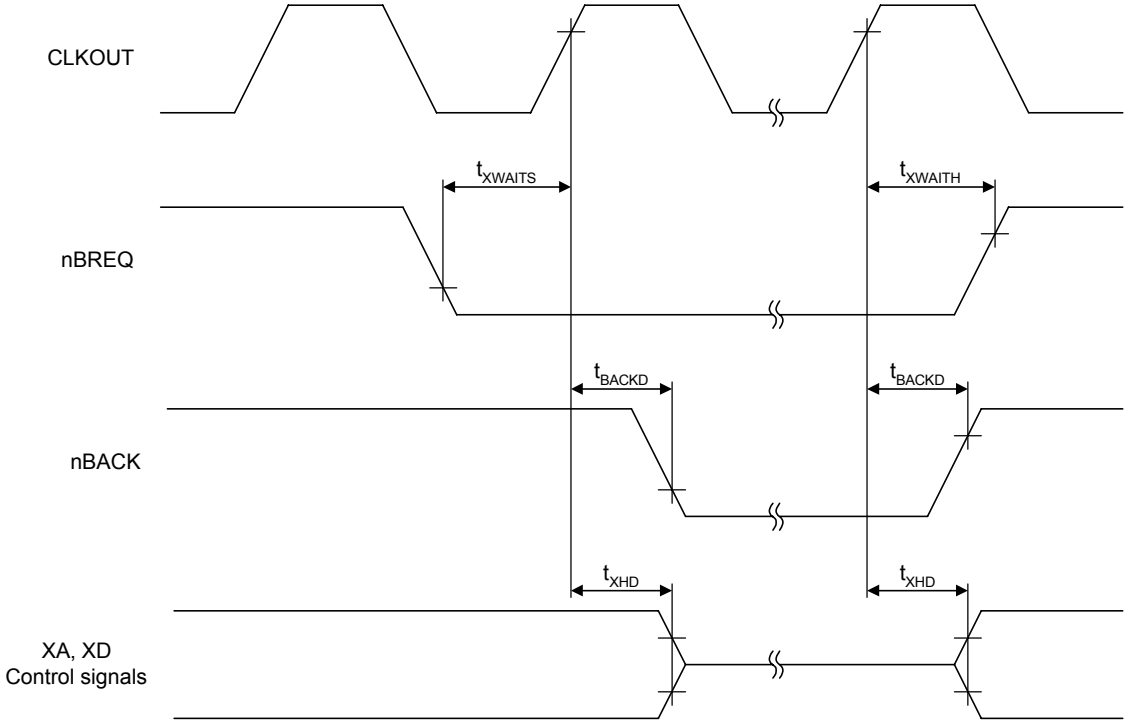 CLKOUT
tXWAITS
tXWAITH
nBREQ
tBACKD
tBACKD
nBACK
tXHD
tXHD
XA, XD
Control signals